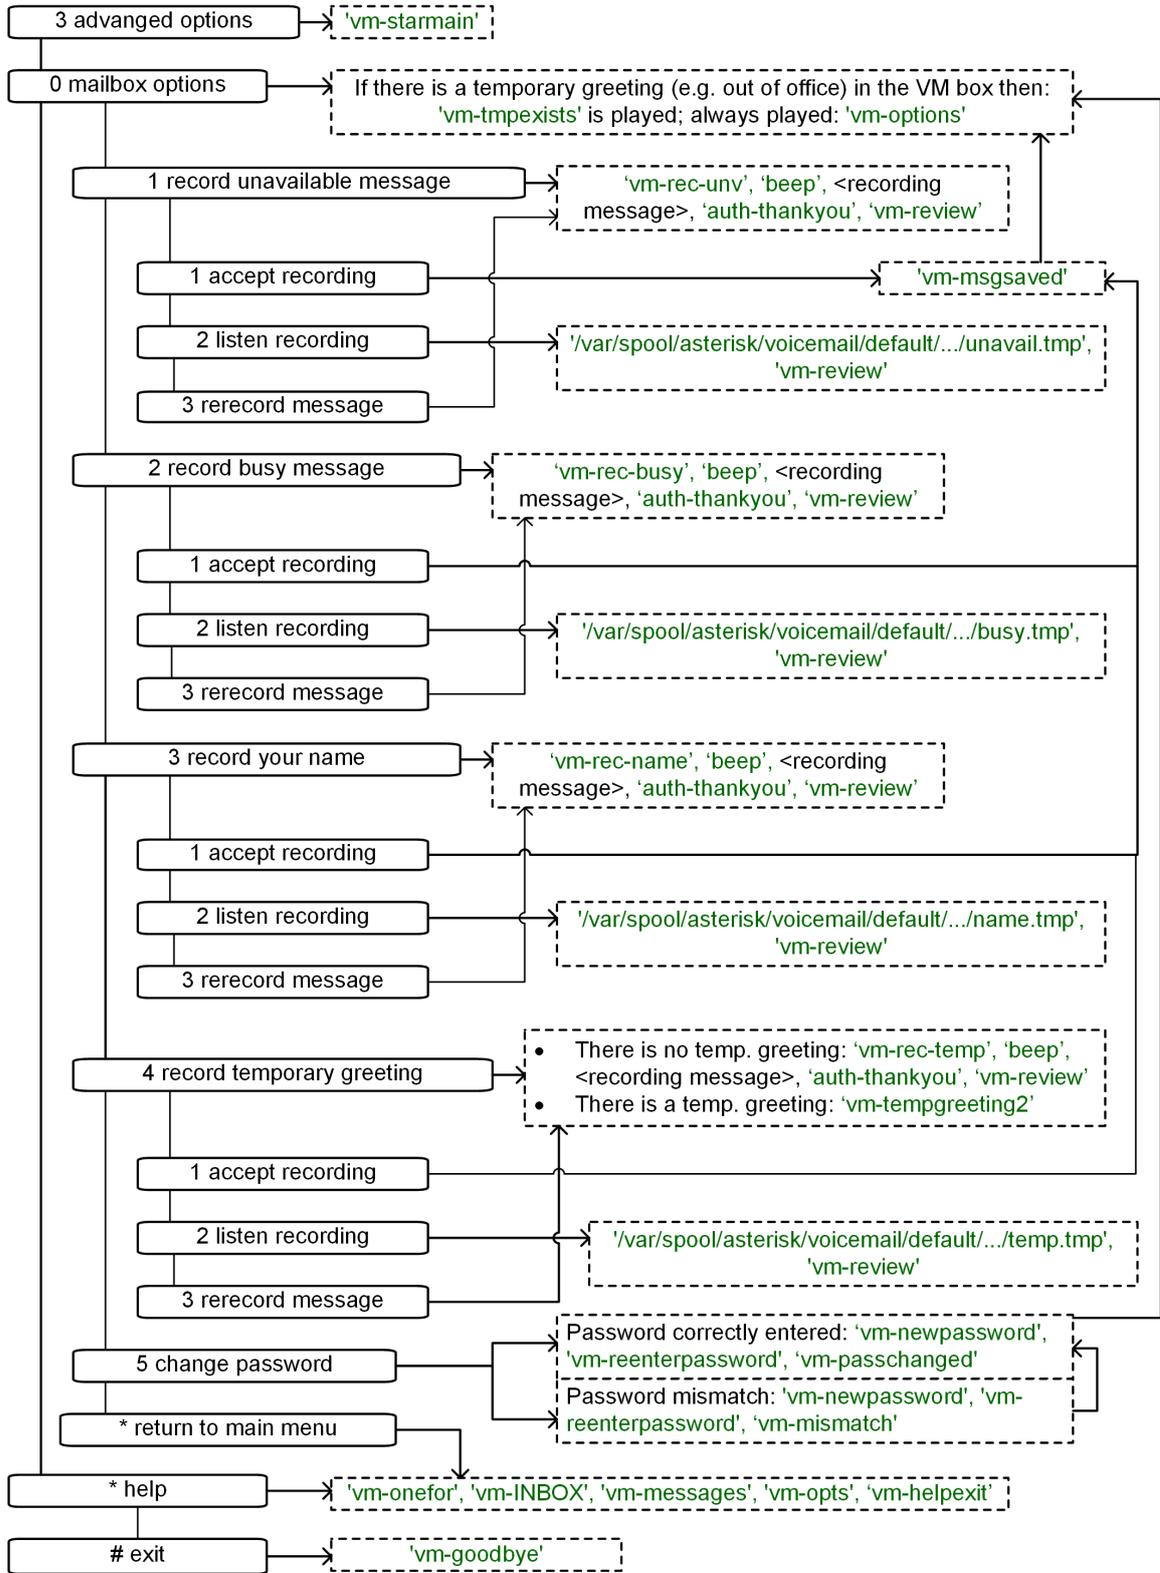 3 advanged options
'vm-starmain'
0 mailbox options
If there is a temporary greeting (e.g. out of office) in the VM box then:
'vm-tmpexists' is played; always played: 'vm-options'
1 record unavailable message
‘vm-rec-unv’, ‘beep’, <recording
message>, ‘auth-thankyou’, ‘vm-review’
1 accept recording
'vm-msgsaved'
2 listen recording
'/var/spool/asterisk/voicemail/default/.../unavail.tmp',
'vm-review'
3 rerecord message
2 record busy message
‘vm-rec-busy’, ‘beep’, <recording
message>, ‘auth-thankyou’, ‘vm-review’
1 accept recording
2 listen recording
'/var/spool/asterisk/voicemail/default/.../busy.tmp',
'vm-review'
3 rerecord message
3 record your name
‘vm-rec-name’, ‘beep’, <recording
message>, ‘auth-thankyou’, ‘vm-review’
1 accept recording
2 listen recording
'/var/spool/asterisk/voicemail/default/.../name.tmp',
'vm-review'
3 rerecord message
4 record temporary greeting
• There is no temp. greeting: ‘vm-rec-temp’, ‘beep’,
<recording message>, ‘auth-thankyou’, ‘vm-review’
• There is a temp. greeting: ‘vm-tempgreeting2’
1 accept recording
2 listen recording
'/var/spool/asterisk/voicemail/default/.../temp.tmp',
'vm-review'
3 rerecord message
5 change password
Password correctly entered: ‘vm-newpassword',
'vm-reenterpassword', ‘vm-passchanged'
Password mismatch: 'vm-newpassword', 'vm-
reenterpassword', ‘vm-mismatch'
* return to main menu
* help
'vm-onefor', 'vm-INBOX', 'vm-messages', 'vm-opts', ‘vm-helpexit’
# exit
'vm-goodbye'